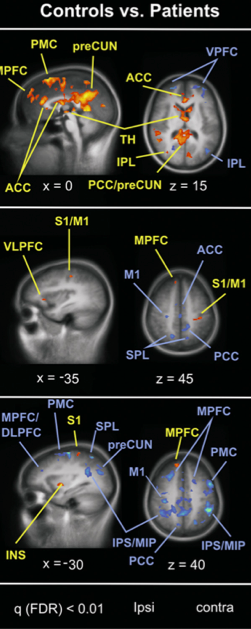 Controls vs. Patients
PMC
preCUN
MPFC
VPFC
ACC
TH
IPL
IPL
ACC
x = 0
PCC/preCUN
z = 15
S1/M1
MPFC
ACC
VLPFC
M1
S1/M1
SPL
PCC
x = -35
z = 45
PMC
MPFC/
DLPFC
S1
SPL
preCUN
MPFC
MPFC
PMC
M1
INS
IPS/MIP
IPS/MIP
PCC
x = -30
z = 40
q (FDR) < 0.01
Ipsi
contra